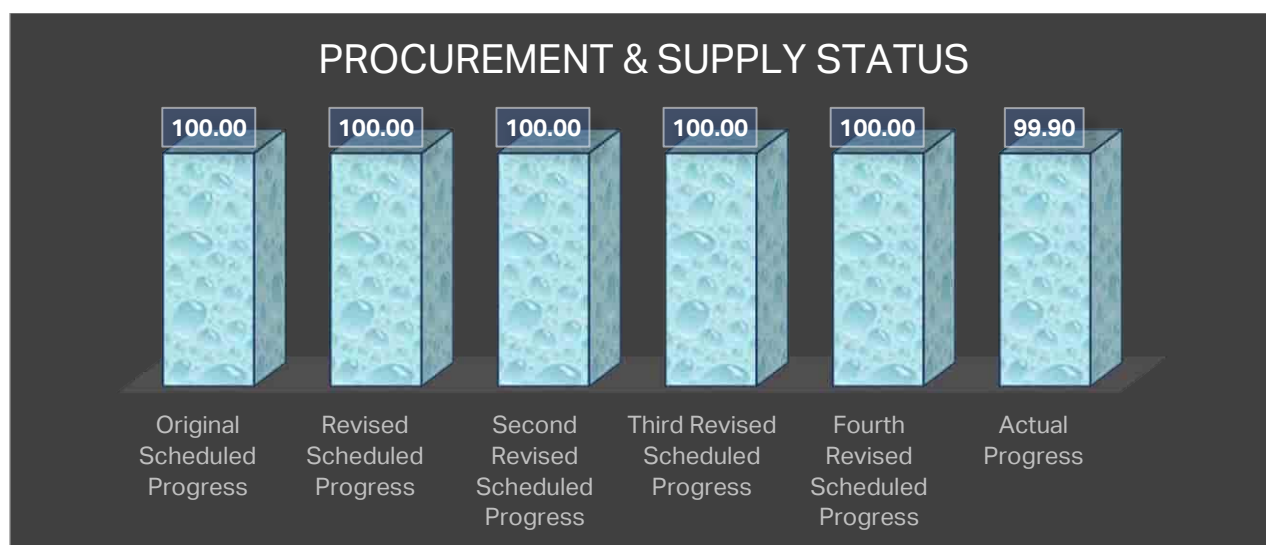 PROCUREMENT & SUPPLY STATUS
100.00
100.00
100.00
100.00
100.00
99.90
Original
Scheduled
Progress
Revised
Scheduled
Progress
Second
Revised
Scheduled
Progress
Third Revised
Scheduled
Progress
Fourth
Revised
Scheduled
Progress
Actual
Progress